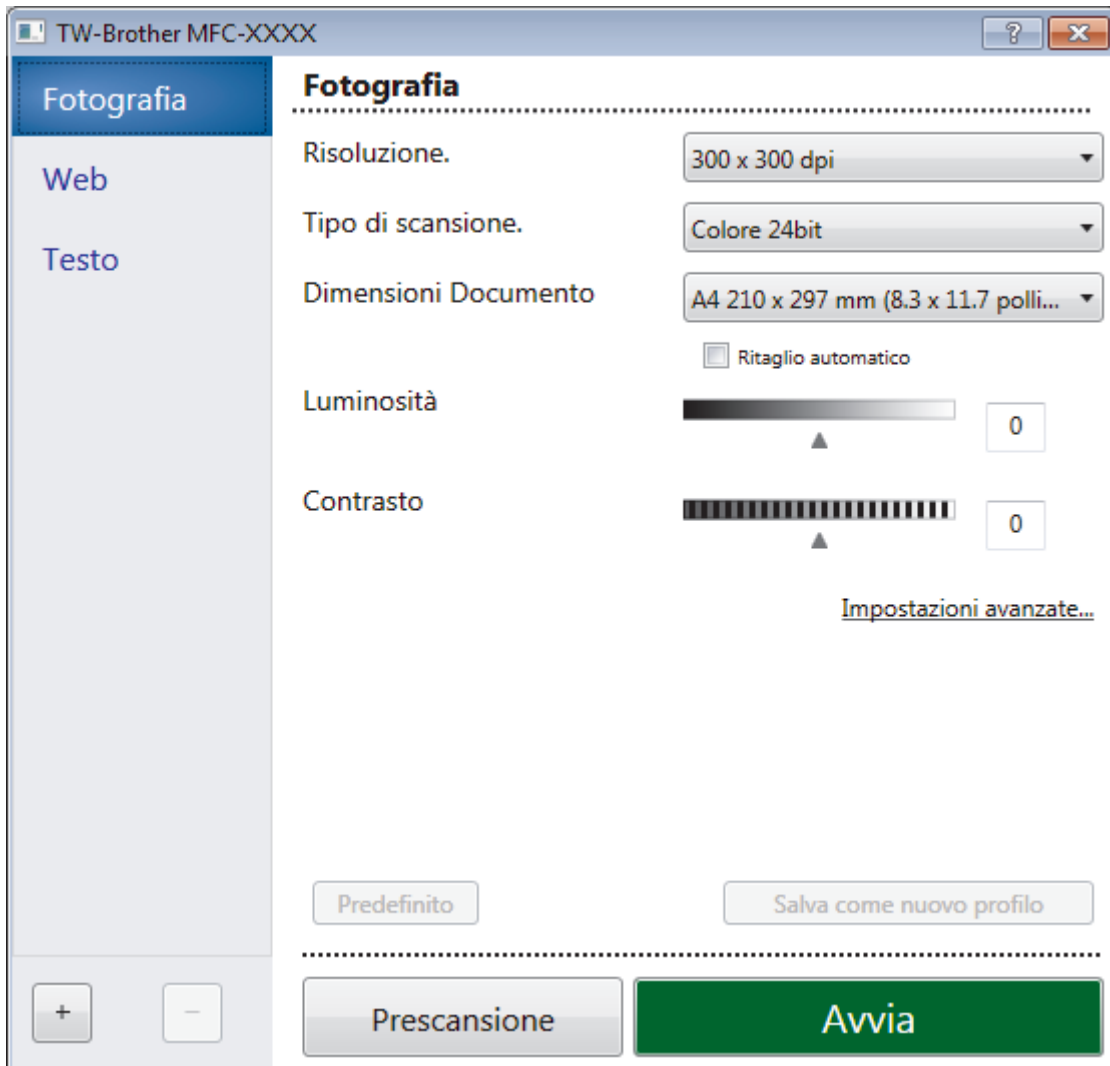 TW-Brother MFC-XXXX
Fotografia
Web
Testo
Fotografia
Risoluzione.
300 x 300 dpi
Tipo di scansione.
Colore 24bit
Dimensioni Documento
A4 210 x 297 mm (8.3 x 11.7 polli...
Ritaglio automatico
Luminosità
0
Contrasto
0
Impostazioni avanzate...
Predefinito
Salva come nuovo profilo
+
−
Prescansione
Avvia